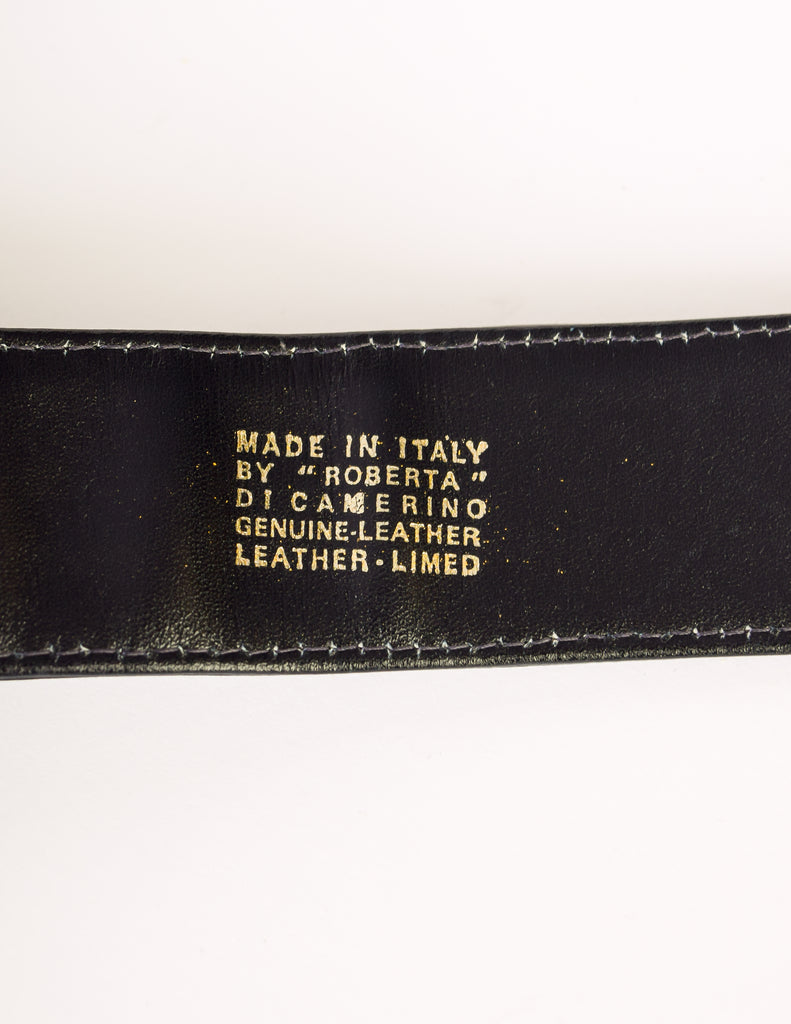 MADE IN ITALY
BY "ROBERTA"
DI CAMERINO
GENUINE-LEATHER
LEATHER-LIMED